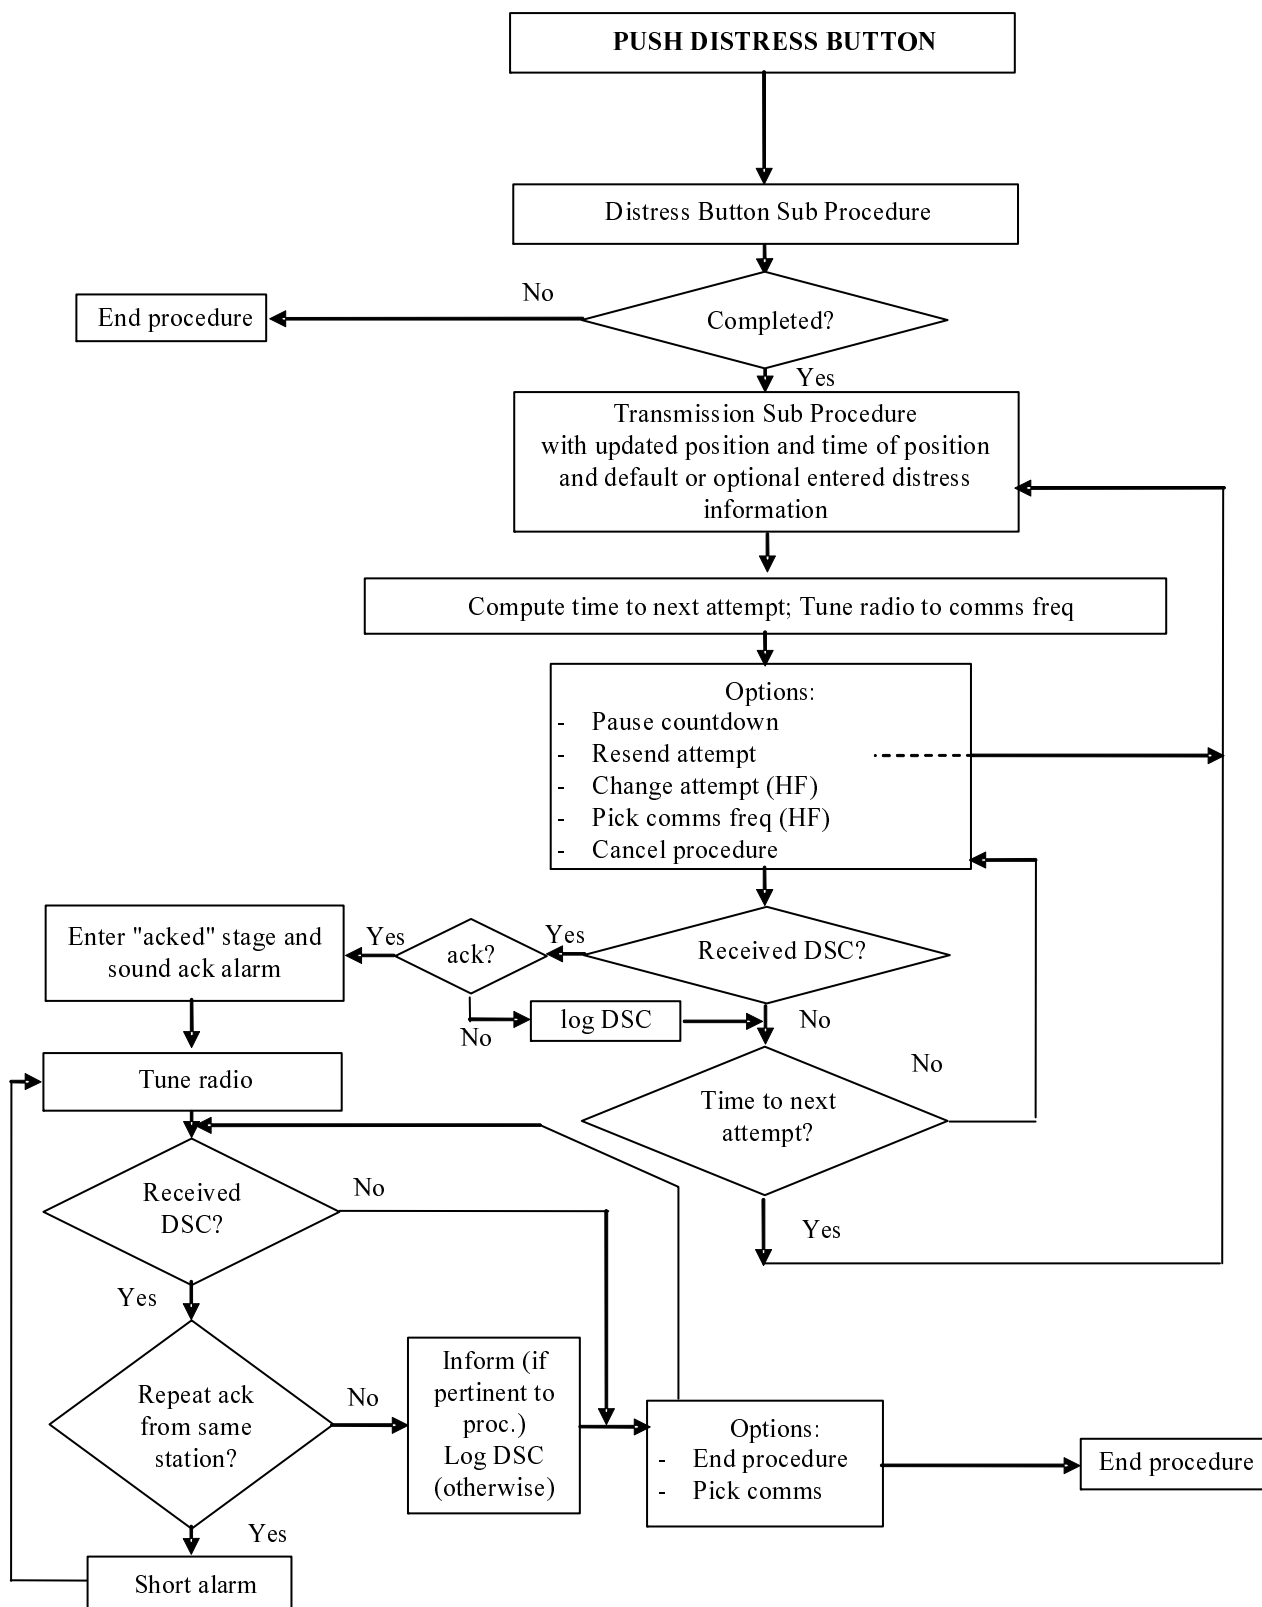 PUSH DISTRESS BUTTON
Distress Button Sub Procedure
No
End procedure
Completed?
Yes
Transmission Sub Procedure
with updated position and time of position
and default or optional entered distress
information
Compute time to next attempt; Tune radio to comms freq
Options:
- Pause countdown
- Resend attempt
- Change attempt (HF)
- Pick comms freq (HF)
- Cancel procedure
Enter "acked" stage and
sound ack alarm
Yes
ack?
Yes
Received DSC?
No
log DSC
No
Tune radio
Time to next
attempt?
No
Yes
Received
DSC?
No
Yes
Repeat ack
from same
station?
No
Inform (if
pertinent to
proc.)
Log DSC
(otherwise)
Options:
- End procedure
- Pick comms
End procedure
Yes
Short alarm